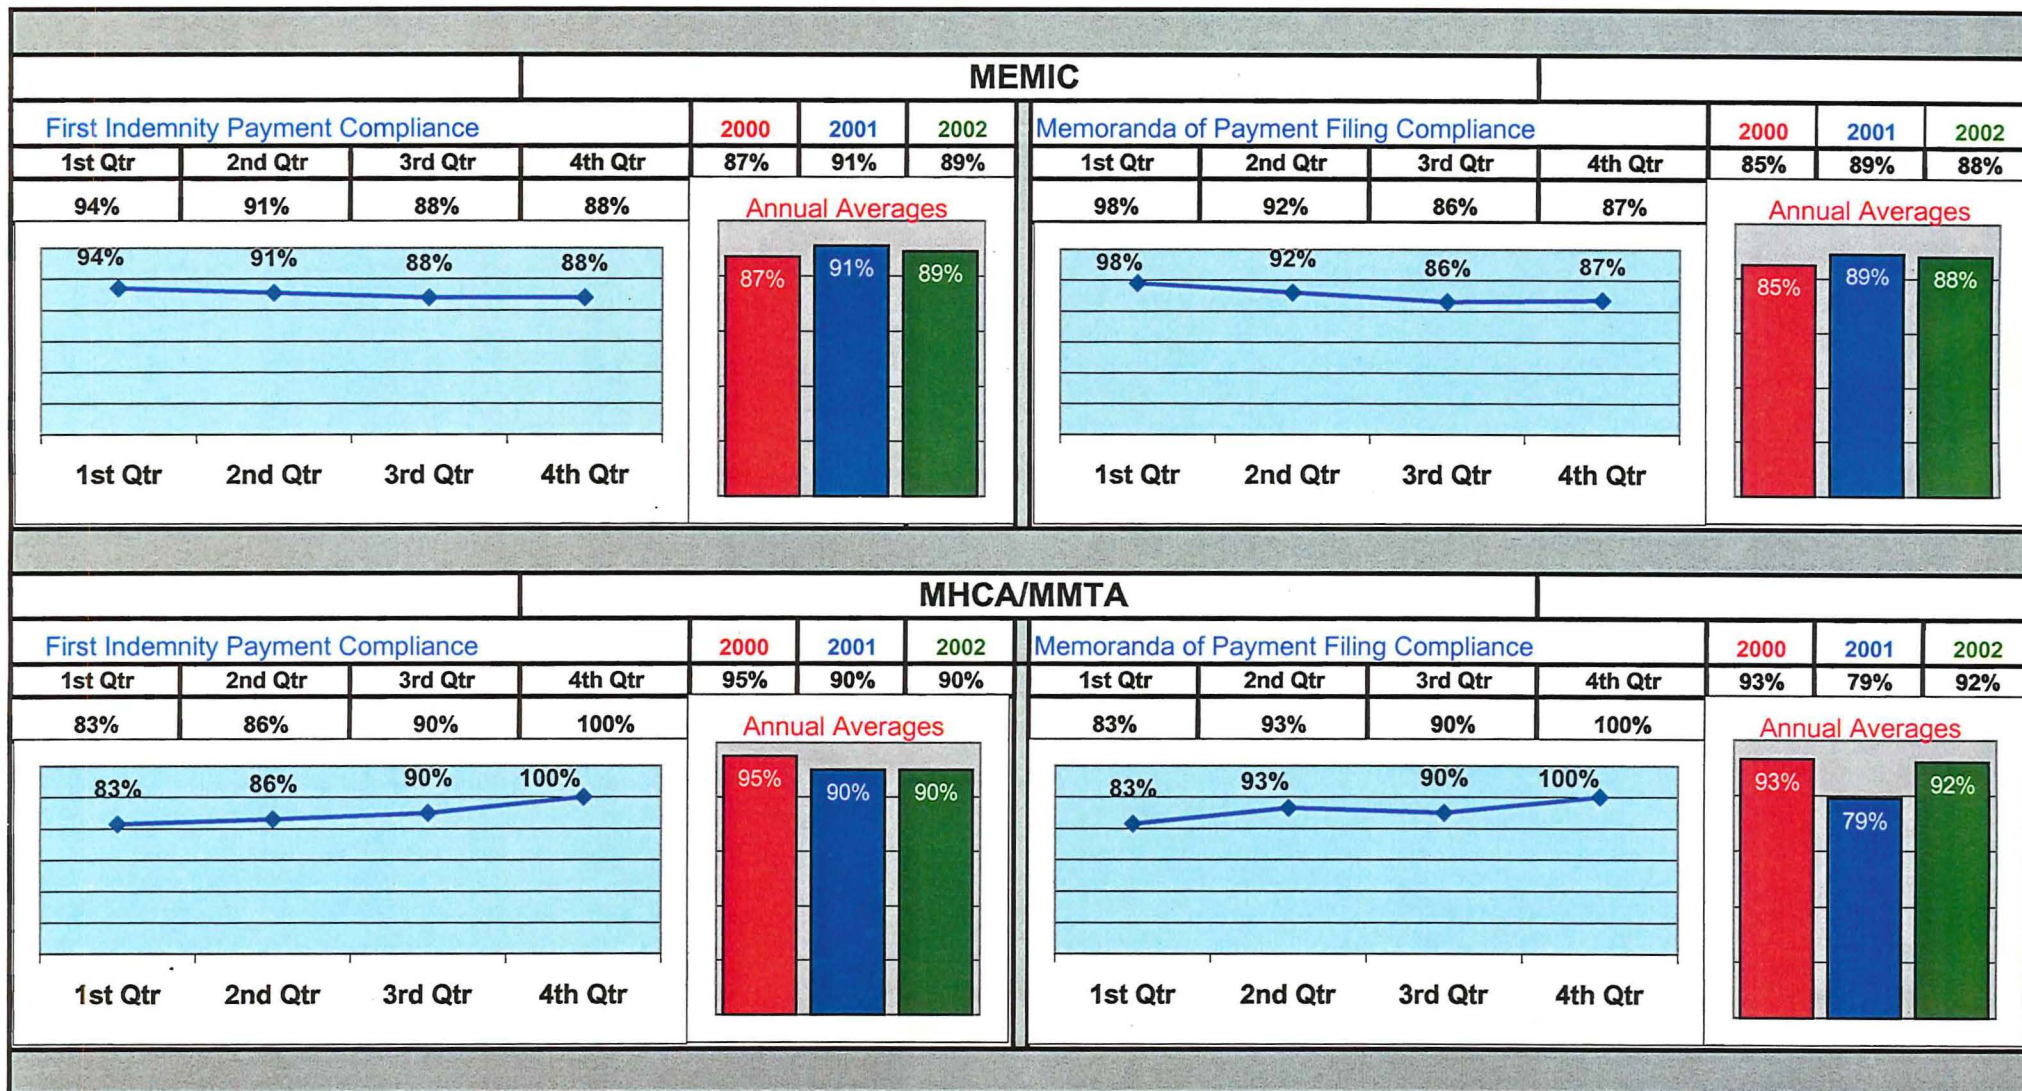 MEMIC
First Indemnity Payment Compliance 2000 2001 2002
1st Qtr 2nd Qtr 3rd Qtr 4th Qtr 87% 91% 89%
94% 91% 88% 88%
Annual Averages
94% 91% 88% 88%
87% 91% 89%
1st Qtr 2nd Qtr 3rd Qtr 4th Qtr
Memoranda of Payment Filing Compliance 2000 2001 2002
1st Qtr 2nd Qtr 3rd Qtr 4th Qtr 85% 89% 88%
98% 92% 86% 87%
Annual Averages
98% 92% 86% 87%
85% 89% 88%
1st Qtr 2nd Qtr 3rd Qtr 4th Qtr
MHCA/MMTA
First Indemnity Payment Compliance 2000 2001 2002
1st Qtr 2nd Qtr 3rd Qtr 4th Qtr 95% 90% 90%
83% 86% 90% 100%
Annual Averages
83% 86% 90% 100%
95% 90% 90%
1st Qtr 2nd Qtr 3rd Qtr 4th Qtr
Memoranda of Payment Filing Compliance 2000 2001 2002
1st Qtr 2nd Qtr 3rd Qtr 4th Qtr 93% 79% 92%
83% 93% 90% 100%
Annual Averages
83% 93% 90% 100%
93% 79% 92%
1st Qtr 2nd Qtr 3rd Qtr 4th Qtr